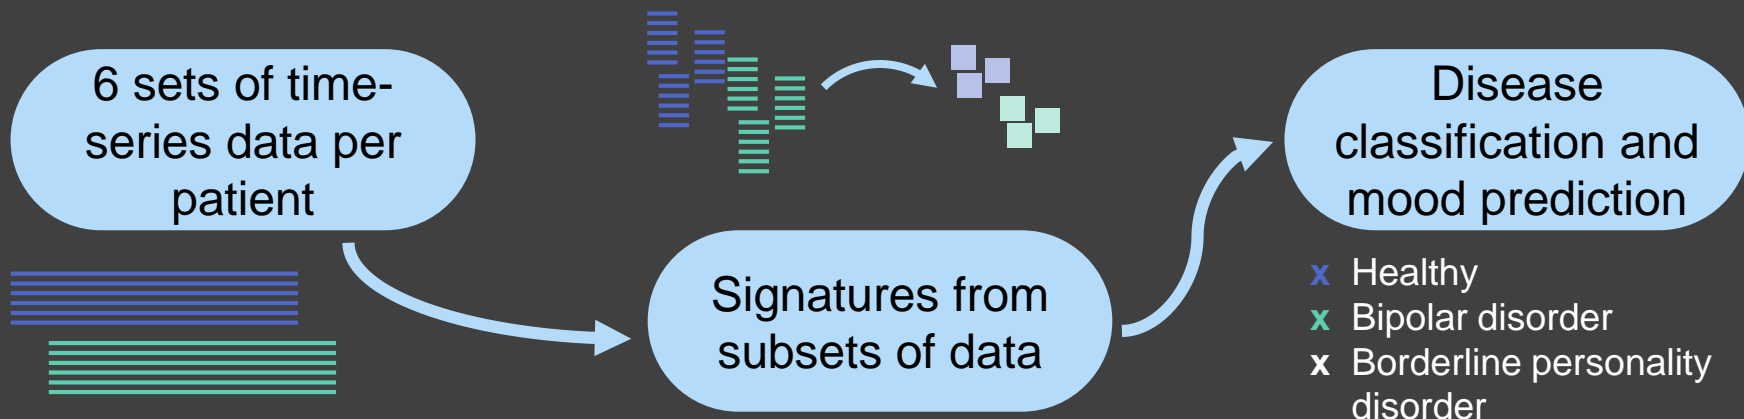 6 sets of time-
series data per
patient
Signatures from
subsets of data
Disease
classification and
mood prediction
x Healthy
x Bipolar disorder
x Borderline personality
disorder